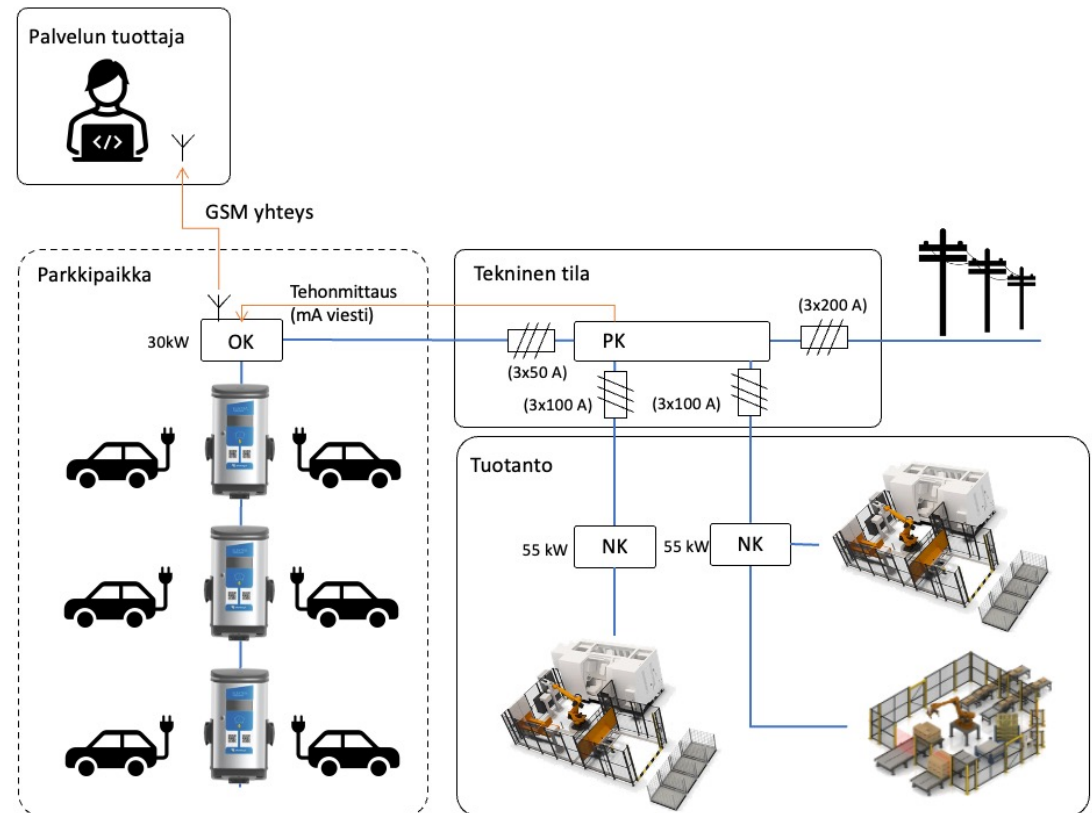 Palvelun tuottaja
</>
GSM yhteys
Parkkipaikka
Tekninen tila
Tehonmittaus
(mA viesti)
(3x200 A)
30kW
OK
PK
(3x50 A)
(3x100 A)
(3x100 A)
Tuotanto
55 kW
NK
55 kW
NK